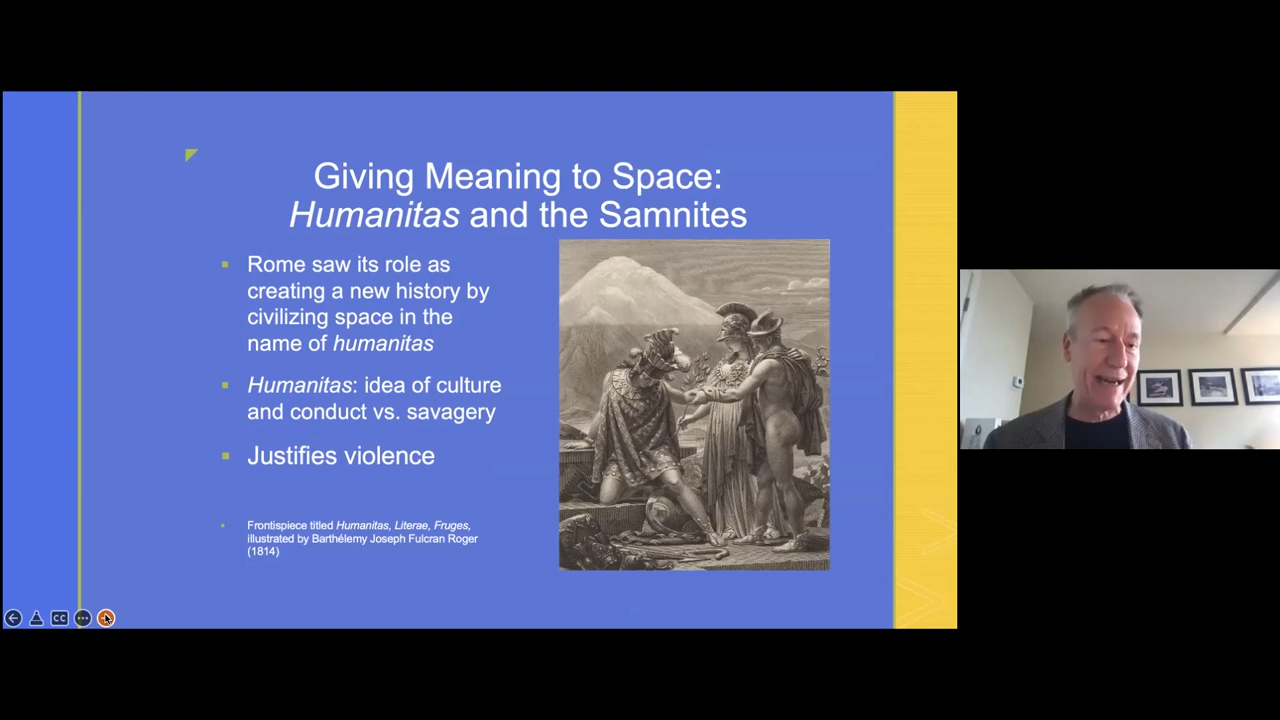 Giving Meaning to Space:
Humanitas and the Samnites
Rome saw its role as
creating a new history by
civilizing space in the
name of humanitas
Humanitas: idea of culture
and conduct vs. savagery
Justifies violence
Frontispiece titled Humanitas, Literae, Fruges,
illustrated by Barthélemy Joseph Fulcran Roger
(1814)
CC